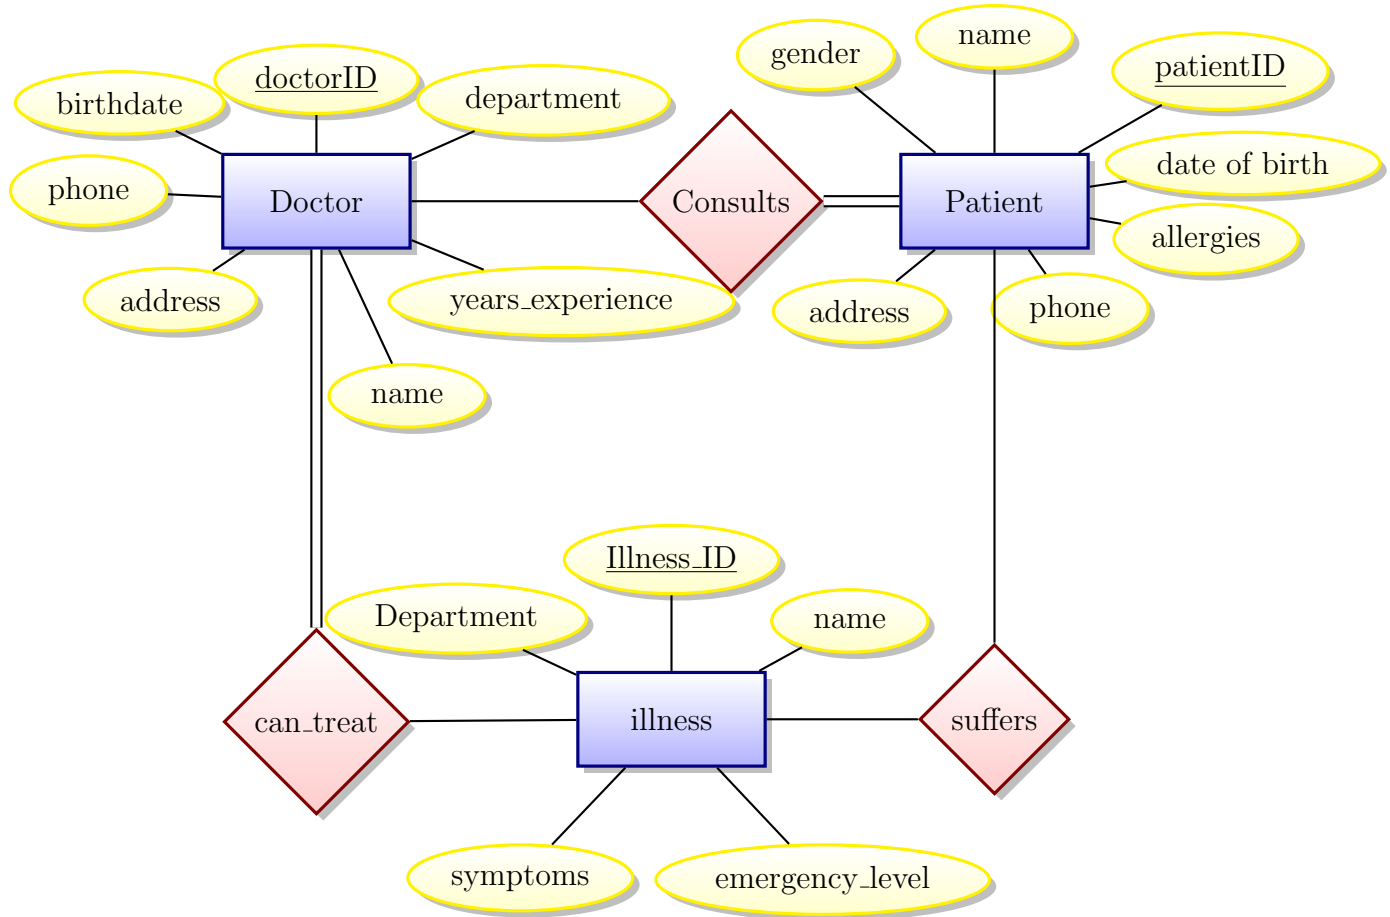 name
gender
patientID
doctorID
department
birthdate
date of birth
phone
Doctor
Consults
Patient
allergies
address
years_experience
address
phone
name
Illness_ID
Department
name
can_treat
illness
suffers
symptoms
emergency_level